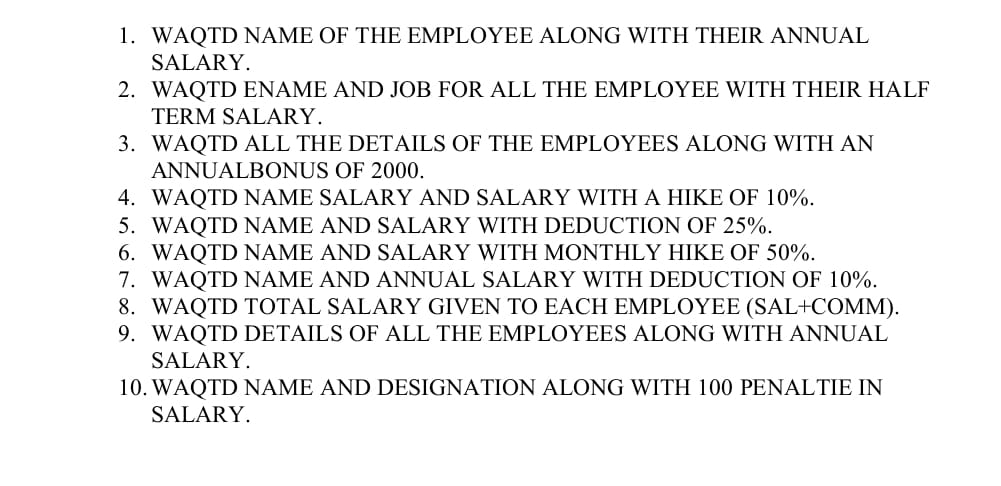 1. WAQTD NAME OF THE EMPLOYEE ALONG WITH THEIR ANNUAL
SALARY.
2. WAQTD ENAME AND JOB FOR ALL THE EMPLOYEE WITH THEIR HALF
TERM SALARY.
3. WAQTD ALL THE DETAILS OF THE EMPLOYEES ALONG WITH AN
ANNUALBONUS OF 2000.
4. WAQTD NAME SALARY AND SALARY WITH A HIKE OF 10%.
5. WAQTD NAME AND SALARY WITH DEDUCTION OF 25%.
6. WAQTD NAME AND SALARY WITH MONTHLY HIKE OF 50%.
7. WAQTD NAME AND ANNUAL SALARY WITH DEDUCTION OF 10%.
8. WAQTD TOTAL SALARY GIVEN TO EACH EMPLOYEE (SAL+COMM).
9. WAQTD DETAILS OF ALL THE EMPLOYEES ALONG WITH ANNUAL
SALARY.
10. WAQTD NAME AND DESIGNATION ALONG WITH 100 PENALTIE IN
SALARY.